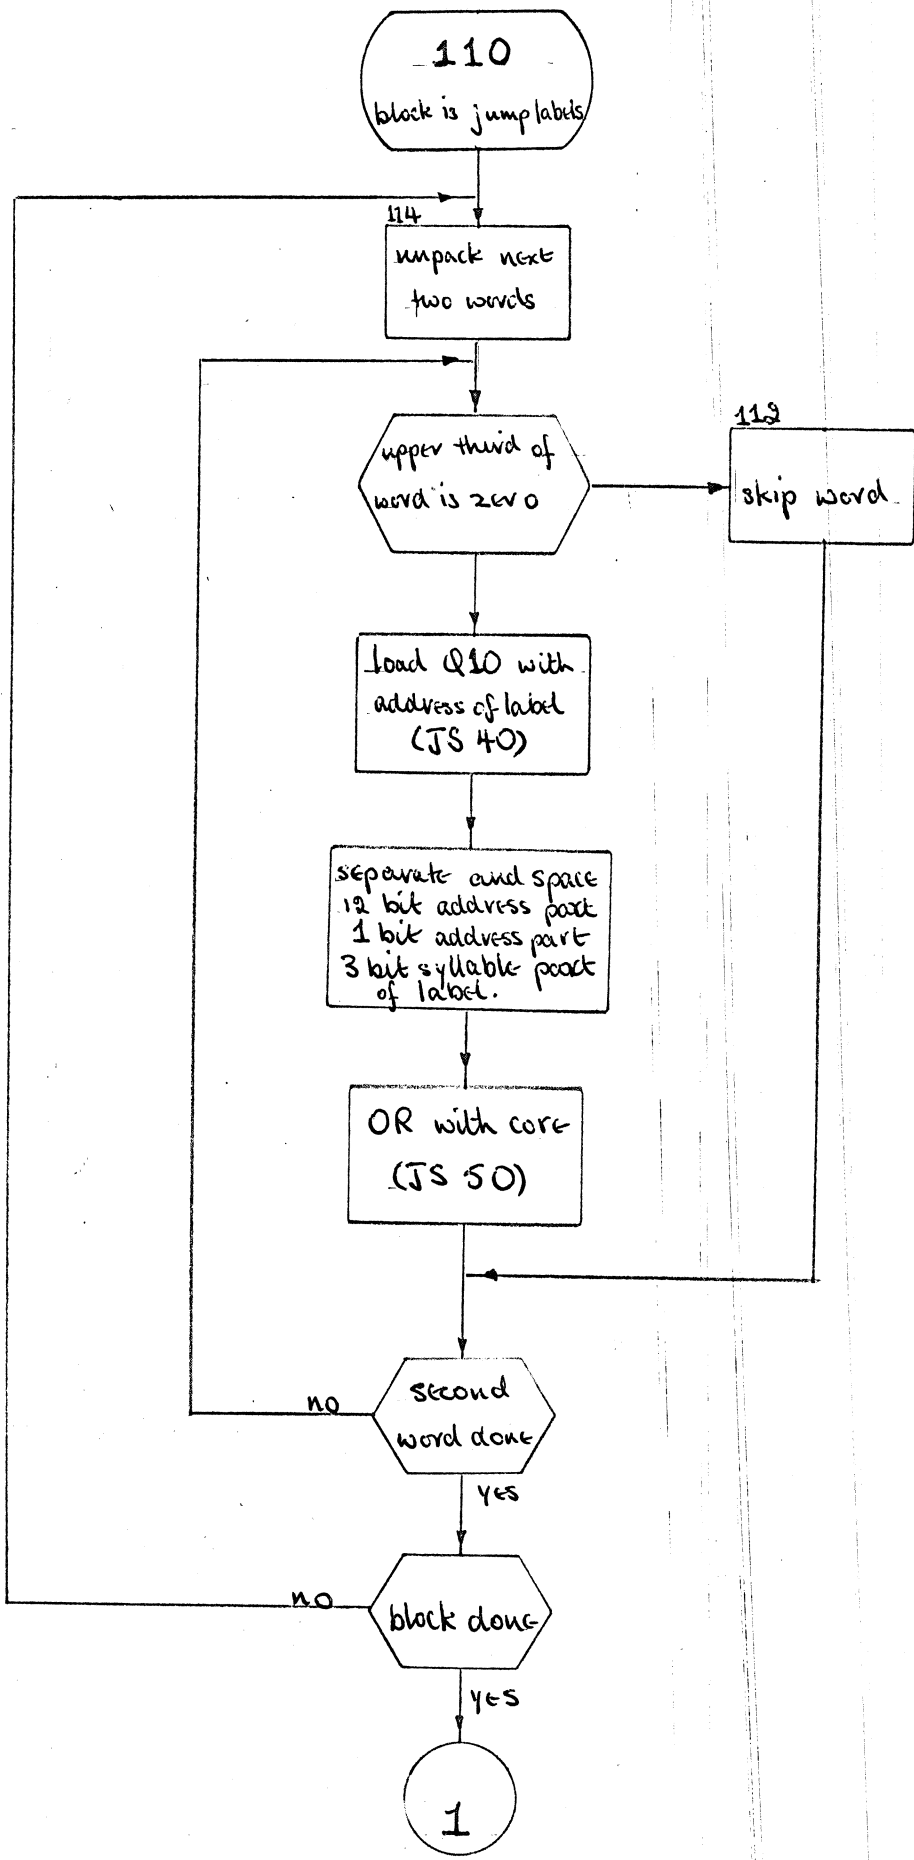 110
block is jump labels
114
unpack next
two words
upper third of
word is zero
112
skip word
load Q10 with
address of label
(JS 40)
separate and space
12 bit address part
1 bit address part
3 bit syllable part
of label.
OR with core
(JS 50)
second
word done
no
YES
block done
no
YES
1